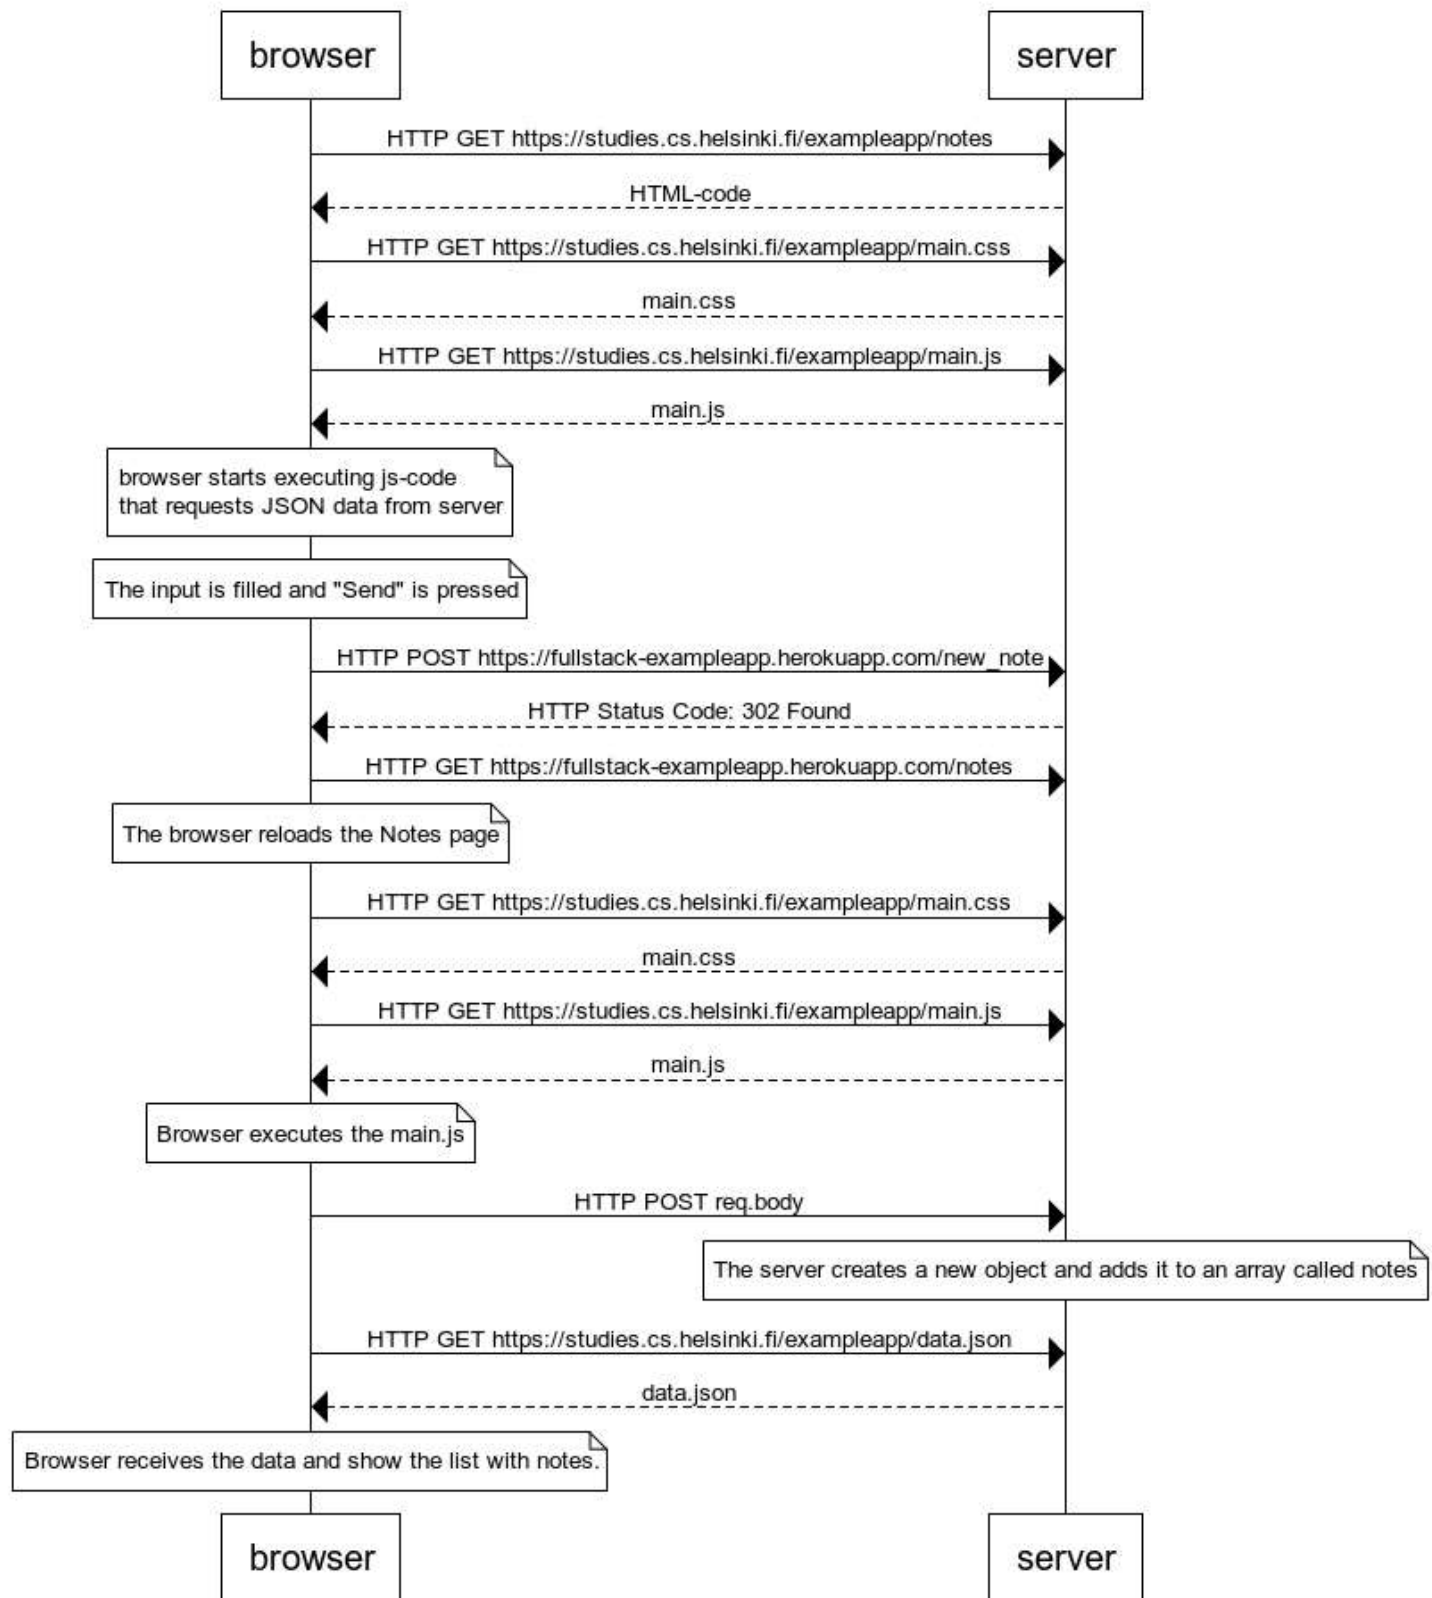 browser
server
HTTP GET https://studies.cs.helsinki.fi/exampleapp/notes
HTML-code
HTTP GET https://studies.cs.helsinki.fi/exampleapp/main.css
main.css
HTTP GET https://studies.cs.helsinki.fi/exampleapp/main.js
main.js
browser starts executing js-code
that requests JSON data from server
The input is filled and "Send" is pressed
HTTP POST https://fullstack-exampleapp.herokuapp.com/new_note
HTTP Status Code: 302 Found
HTTP GET https://fullstack-exampleapp.herokuapp.com/notes
The browser reloads the Notes page
HTTP GET https://studies.cs.helsinki.fi/exampleapp/main.css
main.css
HTTP GET https://studies.cs.helsinki.fi/exampleapp/main.js
main.js
Browser executes the main.js
HTTP POST req.body
The server creates a new object and adds it to an array called notes
HTTP GET https://studies.cs.helsinki.fi/exampleapp/data.json
data.json
Browser receives the data and show the list with notes.
browser
server